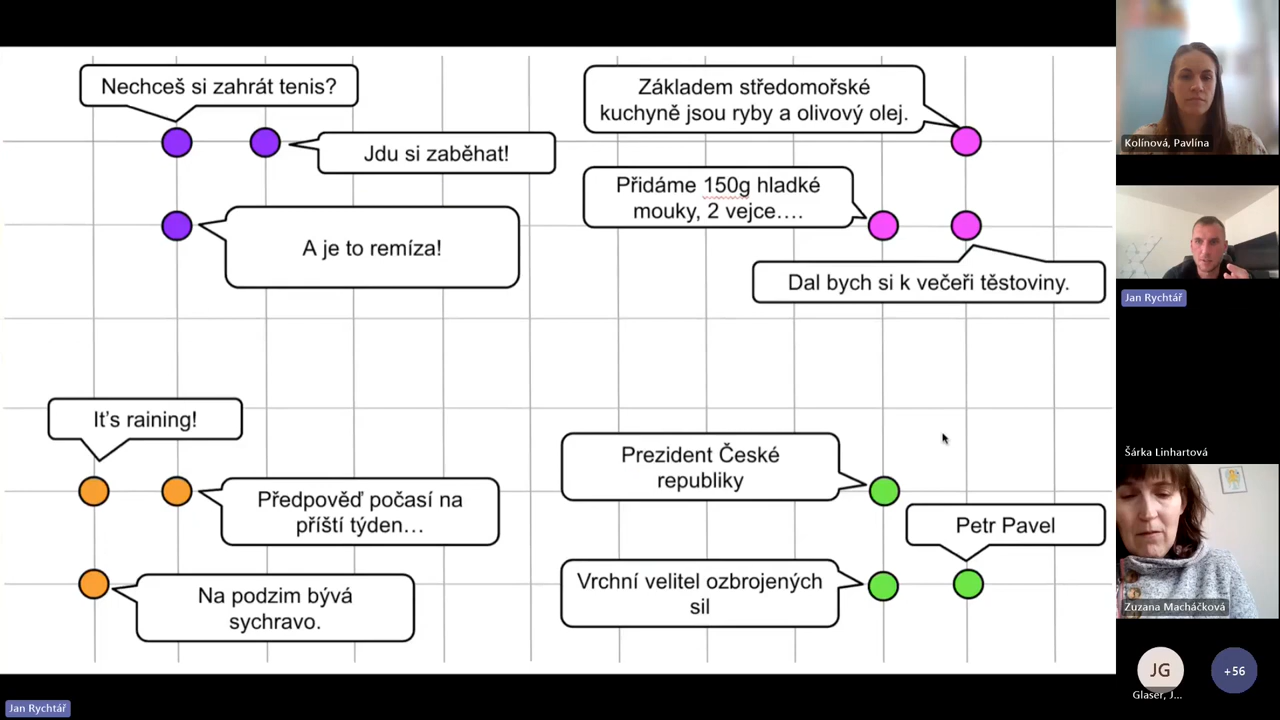 Nechceš si zahrát tenis?
Jdu si zaběhat!
A je to remíza!
Základem středomořské
kuchyně jsou ryby a olivový olej.
Přidáme 150g hladké
mouky, 2 vejce....
Dal bych si k večeři těstoviny.
It's raining!
Předpověď počasí na
příští týden...
Na podzim bývá
sychravo.
Prezident České
republiky
Petr Pavel
Vrchní velitel ozbrojených
sil
Kolínová, Pavlína
Jan Rychtář
Šárka Linhartová
Zuzana Macháčková
JG
Glaser, J...
+56
Jan Rychtář